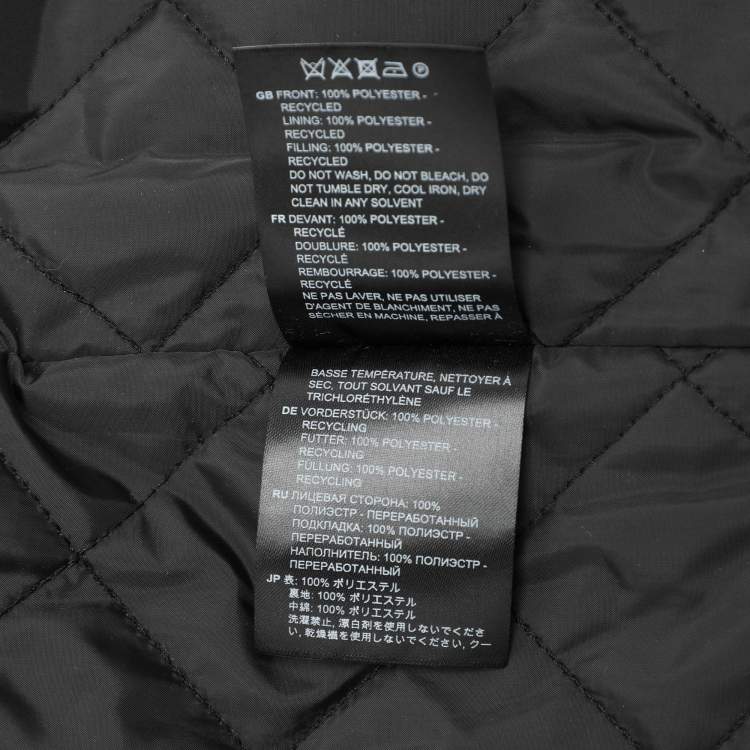 GB FRONT: 100% POLYESTER -
RECYCLED
LINING: 100% POLYESTER -
RECYCLED
FILLING: 100% POLYESTER -
RECYCLED
DO NOT WASH, DO NOT BLEACH, DO
NOT TUMBLE DRY, COOL IRON, DRY
CLEAN IN ANY SOLVENT
FR DEVANT: 100% POLYESTER -
RECYCLÉ
DOUBLURE: 100% POLYESTER -
RECYCLÉ
REMBOURRAGE: 100% POLYESTER -
RECYCLÉ
NE PAS LAVER, NE PAS UTILISER
D'AGENT DE BLANCHIMENT, NE PAS
SÉCHER EN MACHINE, REPASSER À
BASSE TEMPÉRATURE, NETTOYER À
SEC, TOUT SOLVANT SAUF LE
TRICHLORÉTHYLÈNE
DE VORDERSTÜCK: 100% POLYESTER -
RECYCLING
FUTTER: 100% POLYESTER -
RECYCLING
FÜLLUNG: 100% POLYESTER -
RECYCLING
RU ЛИЦЕВАЯ СТОРОНА: 100%
ПОЛИЭСТР - ПЕРЕРАБОТАННЫЙ
ПОДКЛАДКА: 100% ПОЛИЭСТР -
ПЕРЕРАБОТАННЫЙ
НАПОЛНИТЕЛЬ: 100% ПОЛИЭСТР -
ПЕРЕРАБОТАННЫЙ
JP 表: 100% ポリエステル
裏地: 100% ポリエステル
中綿: 100% ポリエステル
洗濯禁止, 漂白剤を使用しないでくださ
い, 乾燥機を使用しないでください, クー